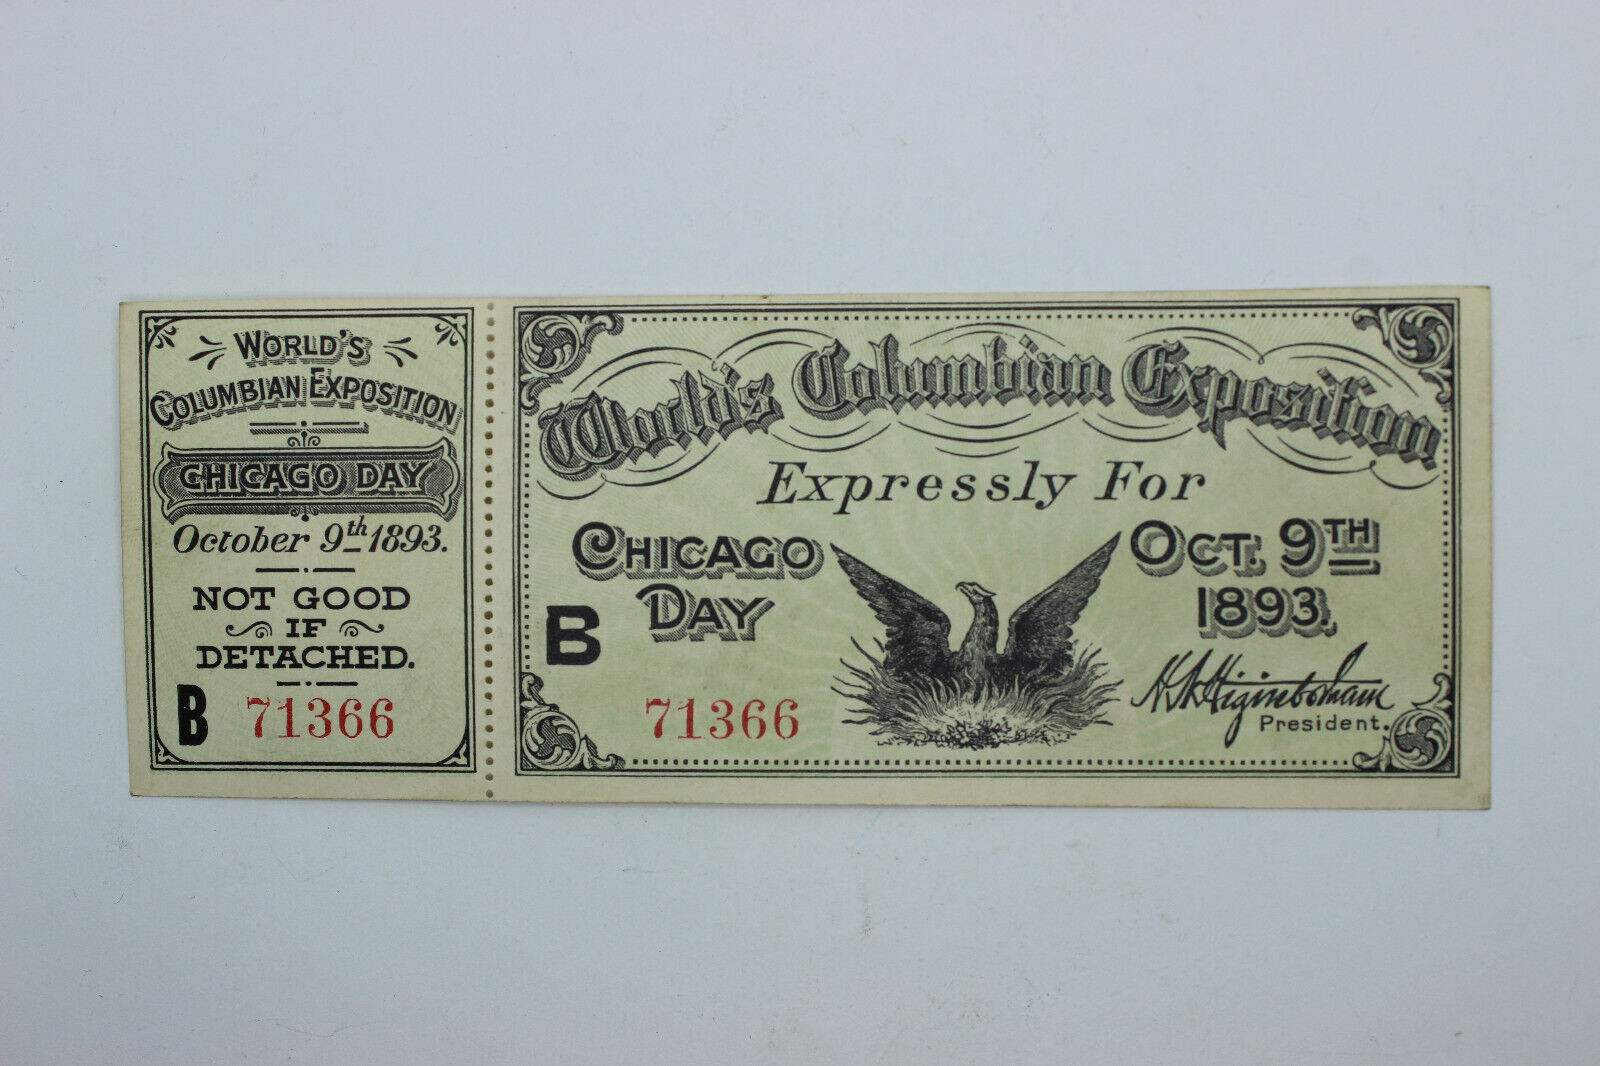 WORLD'S
COLUMBIAN EXPOSITION
CHICAGO DAY
October 9th 1893.
NOT GOOD
IF
DETACHED.
B 71366
World's Columbian Exposition
Expressly For
CHICAGO
DAY
OCT. 9TH
1893.
B
71366
H.N. Higinbotham
President.